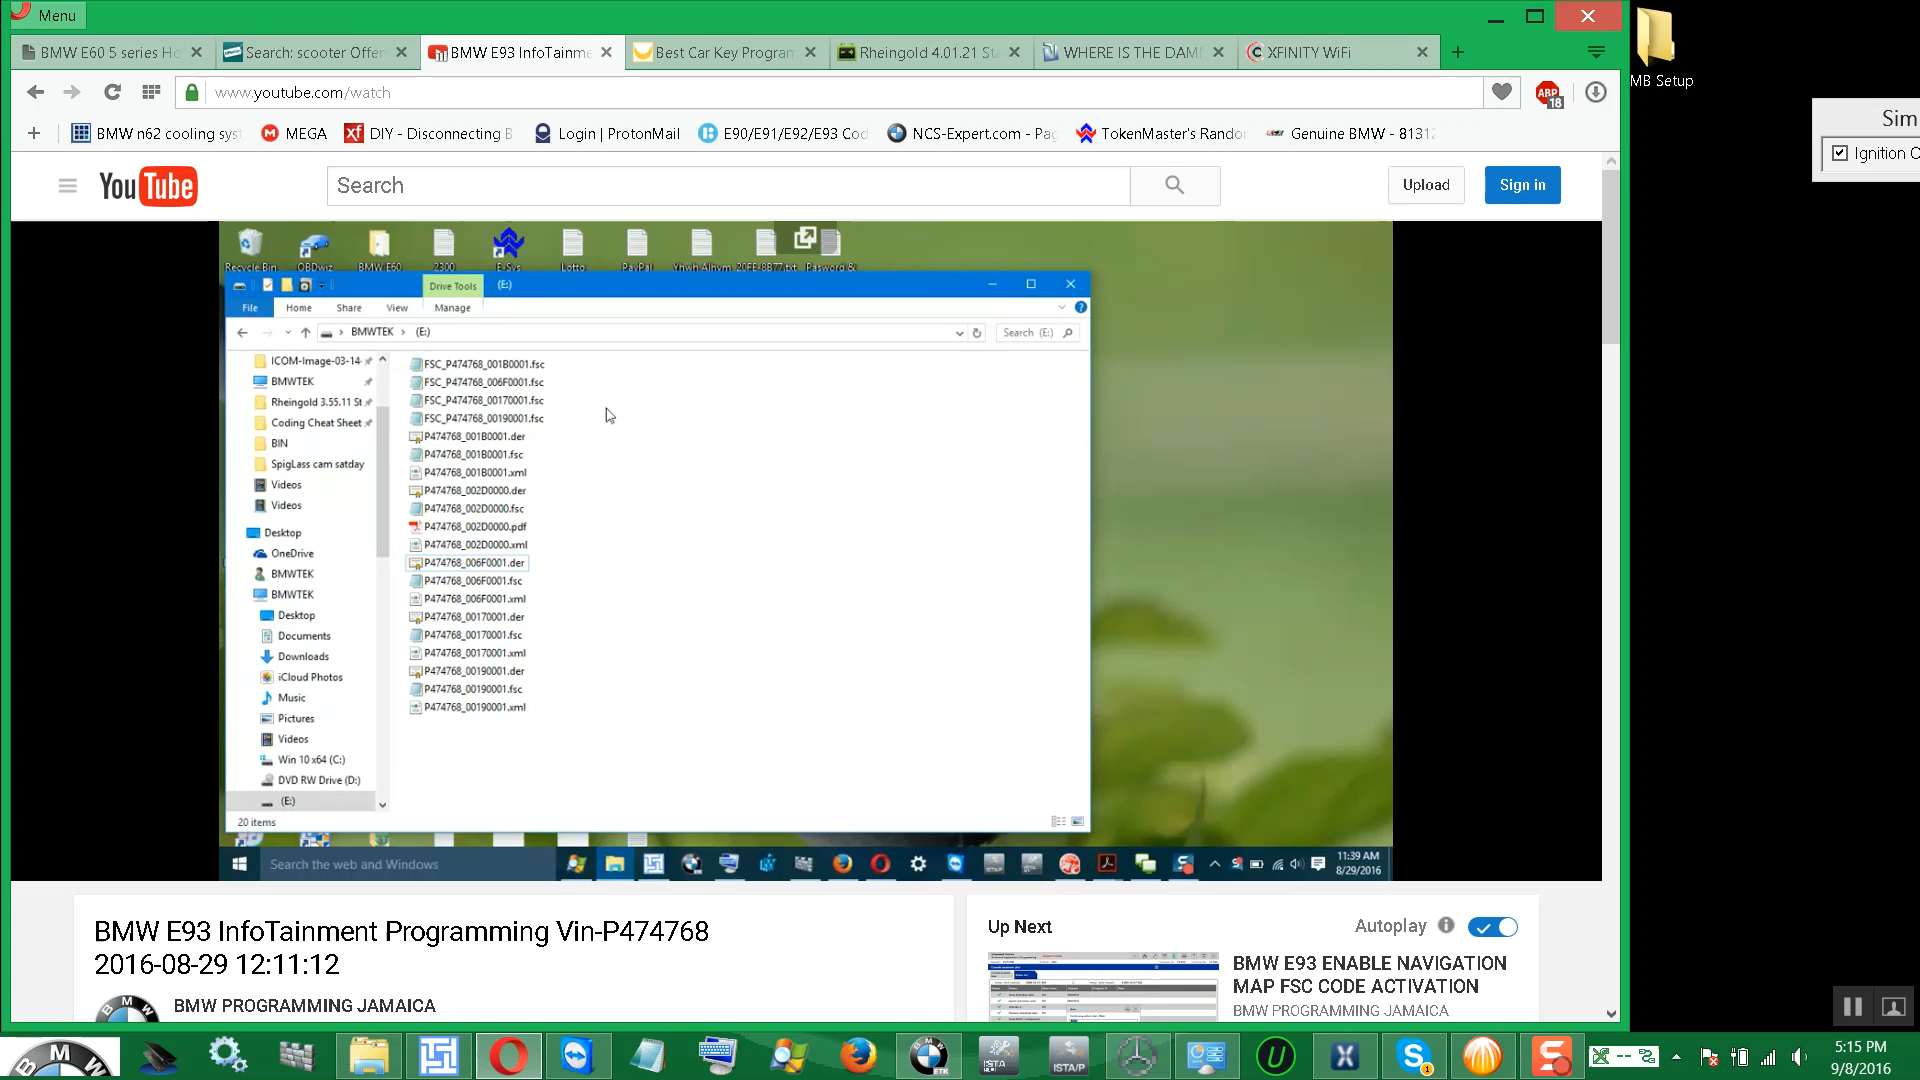 Menu
BMW E60 5 series Ho
Search: scooter Offer
BMW E93 InfoTainme
Best Car Key Program
Rheingold 4.01.21 Sta
WHERE IS THE DAM
XFINITY WiFi
MB Setup
www.youtube.com/watch
ABP
18
BMW n62 cooling syst
MEGA
DIY - Disconnecting B
Login | ProtonMail
E90/E91/E92/E93 Cod
NCS-Expert.com - Pag
TokenMaster's Rando
Genuine BMW - 81312
Sim
Ignition
YouTube
Search
Upload
Sign in
Recycle Bin
OBDwiz
BMW E60
2300
E-Sys
Lotto
PayPal
Drive Tools
(E:)
File
Home
Share
View
Manage
BMWTEK > (E:)
Search (E:)
ICOM-Image-03-14-
BMWTEK
Rheingold 3.55.11 St
Coding Cheat Sheet
BIN
SpigLass cam satday
Videos
Videos
Desktop
OneDrive
BMWTEK
BMWTEK
Desktop
Documents
Downloads
iCloud Photos
Music
Pictures
Videos
Win 10 x64 (C:)
DVD RW Drive (D:)
(E:)
FSC_P474768_001B0001.fsc
FSC_P474768_006F0001.fsc
FSC_P474768_00170001.fsc
FSC_P474768_00190001.fsc
P474768_001B0001.der
P474768_001B0001.fsc
P474768_001B0001.xml
P474768_002D0000.der
P474768_002D0000.fsc
P474768_002D0000.pdf
P474768_002D0000.xml
P474768_006F0001.der
P474768_006F0001.fsc
P474768_006F0001.xml
P474768_00170001.der
P474768_00170001.fsc
P474768_00170001.xml
P474768_00190001.der
P474768_00190001.fsc
P474768_00190001.xml
20 items
Search the web and Windows
11:39 AM
8/29/2016
BMW E93 InfoTainment Programming Vin-P474768
2016-08-29 12:11:12
BMW PROGRAMMING JAMAICA
Up Next
Autoplay
BMW E93 ENABLE NAVIGATION
MAP FSC CODE ACTIVATION
BMW PROGRAMMING JAMAICA
BMW
ETK
ISTA
ISTA/P
5:15 PM
9/8/2016